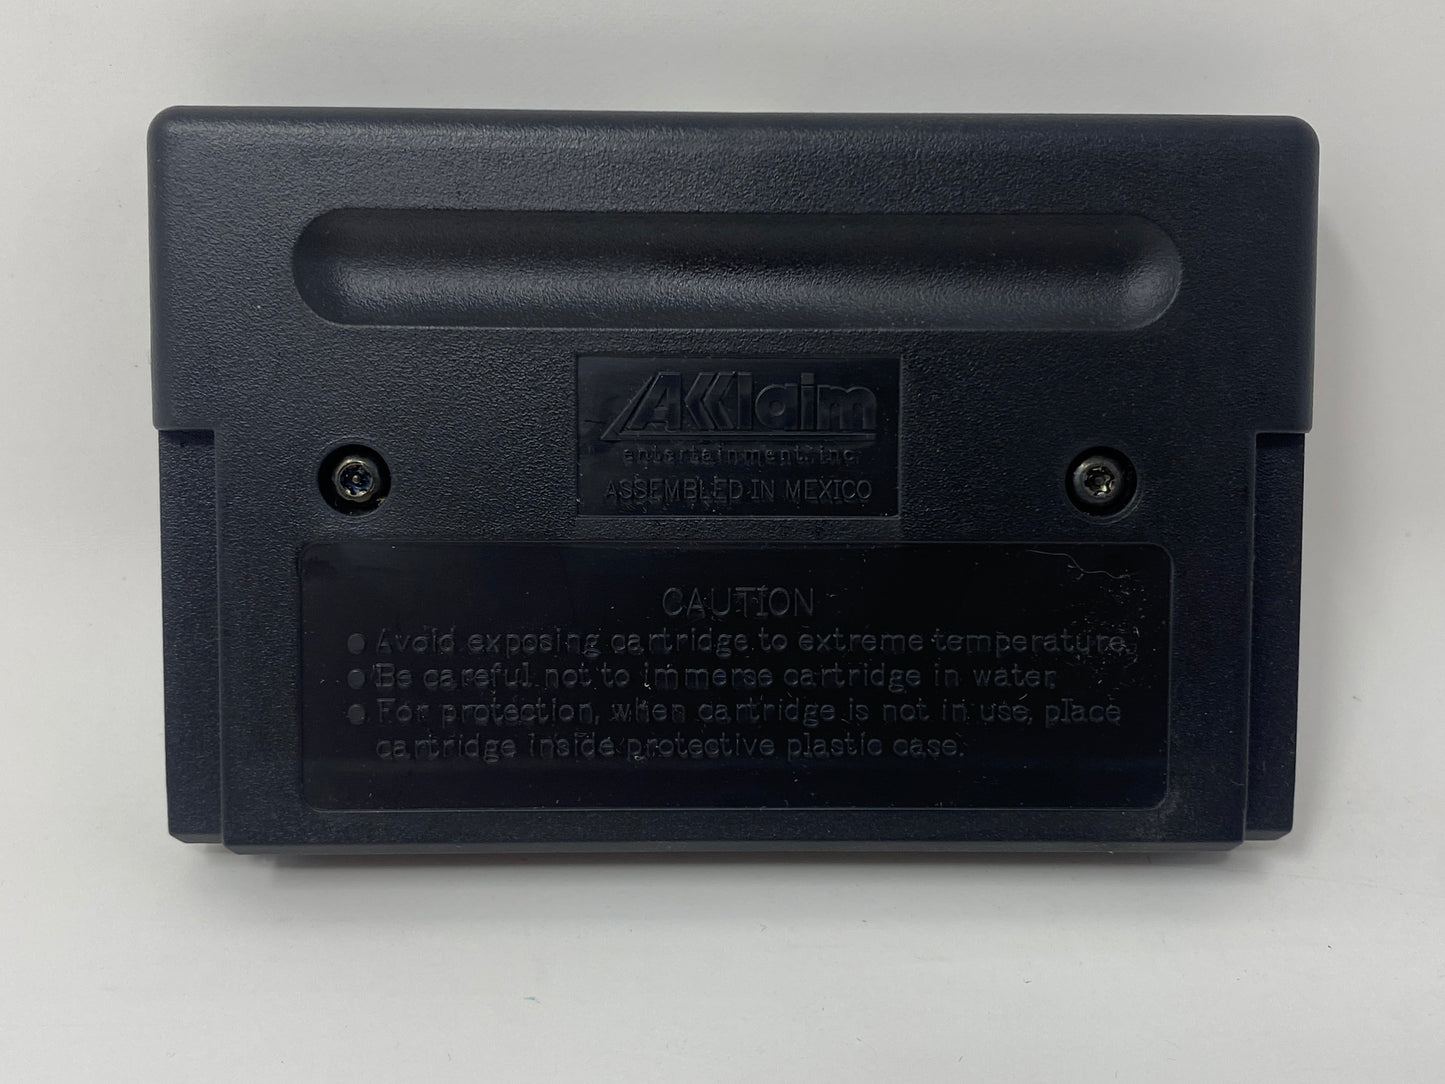 AKKlaim
entertainment, inc.
ASSEMBLED IN MEXICO
CAUTION
● Avoid exposing cartridge to extreme temperature.
● Be careful not to immerse cartridge in water.
● For protection, when cartridge is not in use, place
cartridge inside protective plastic case.